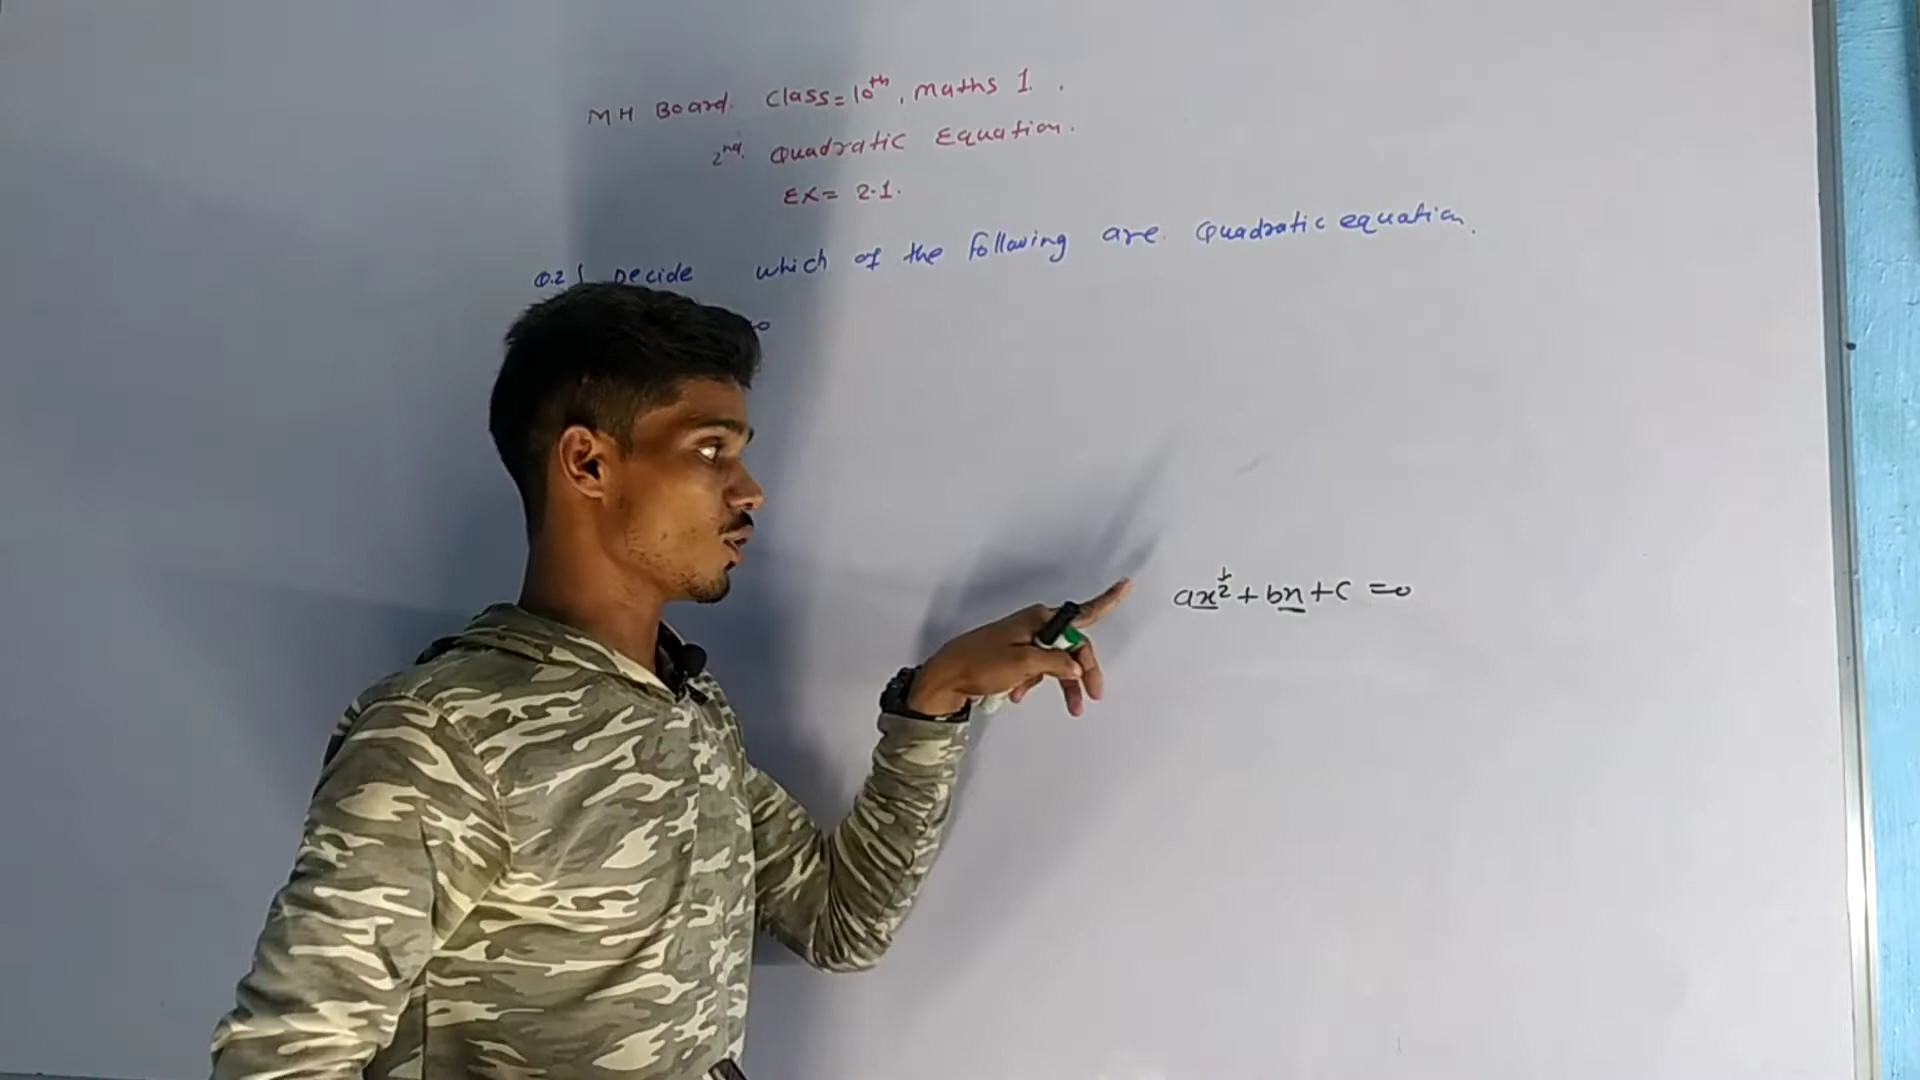 MH Board. Class=10th, Maths 1.
2nd. Quadratic Equation.
EX= 2.1.
Q.2] Decide which of the following are quadratic equation.
=0
ax²+bx+c=0